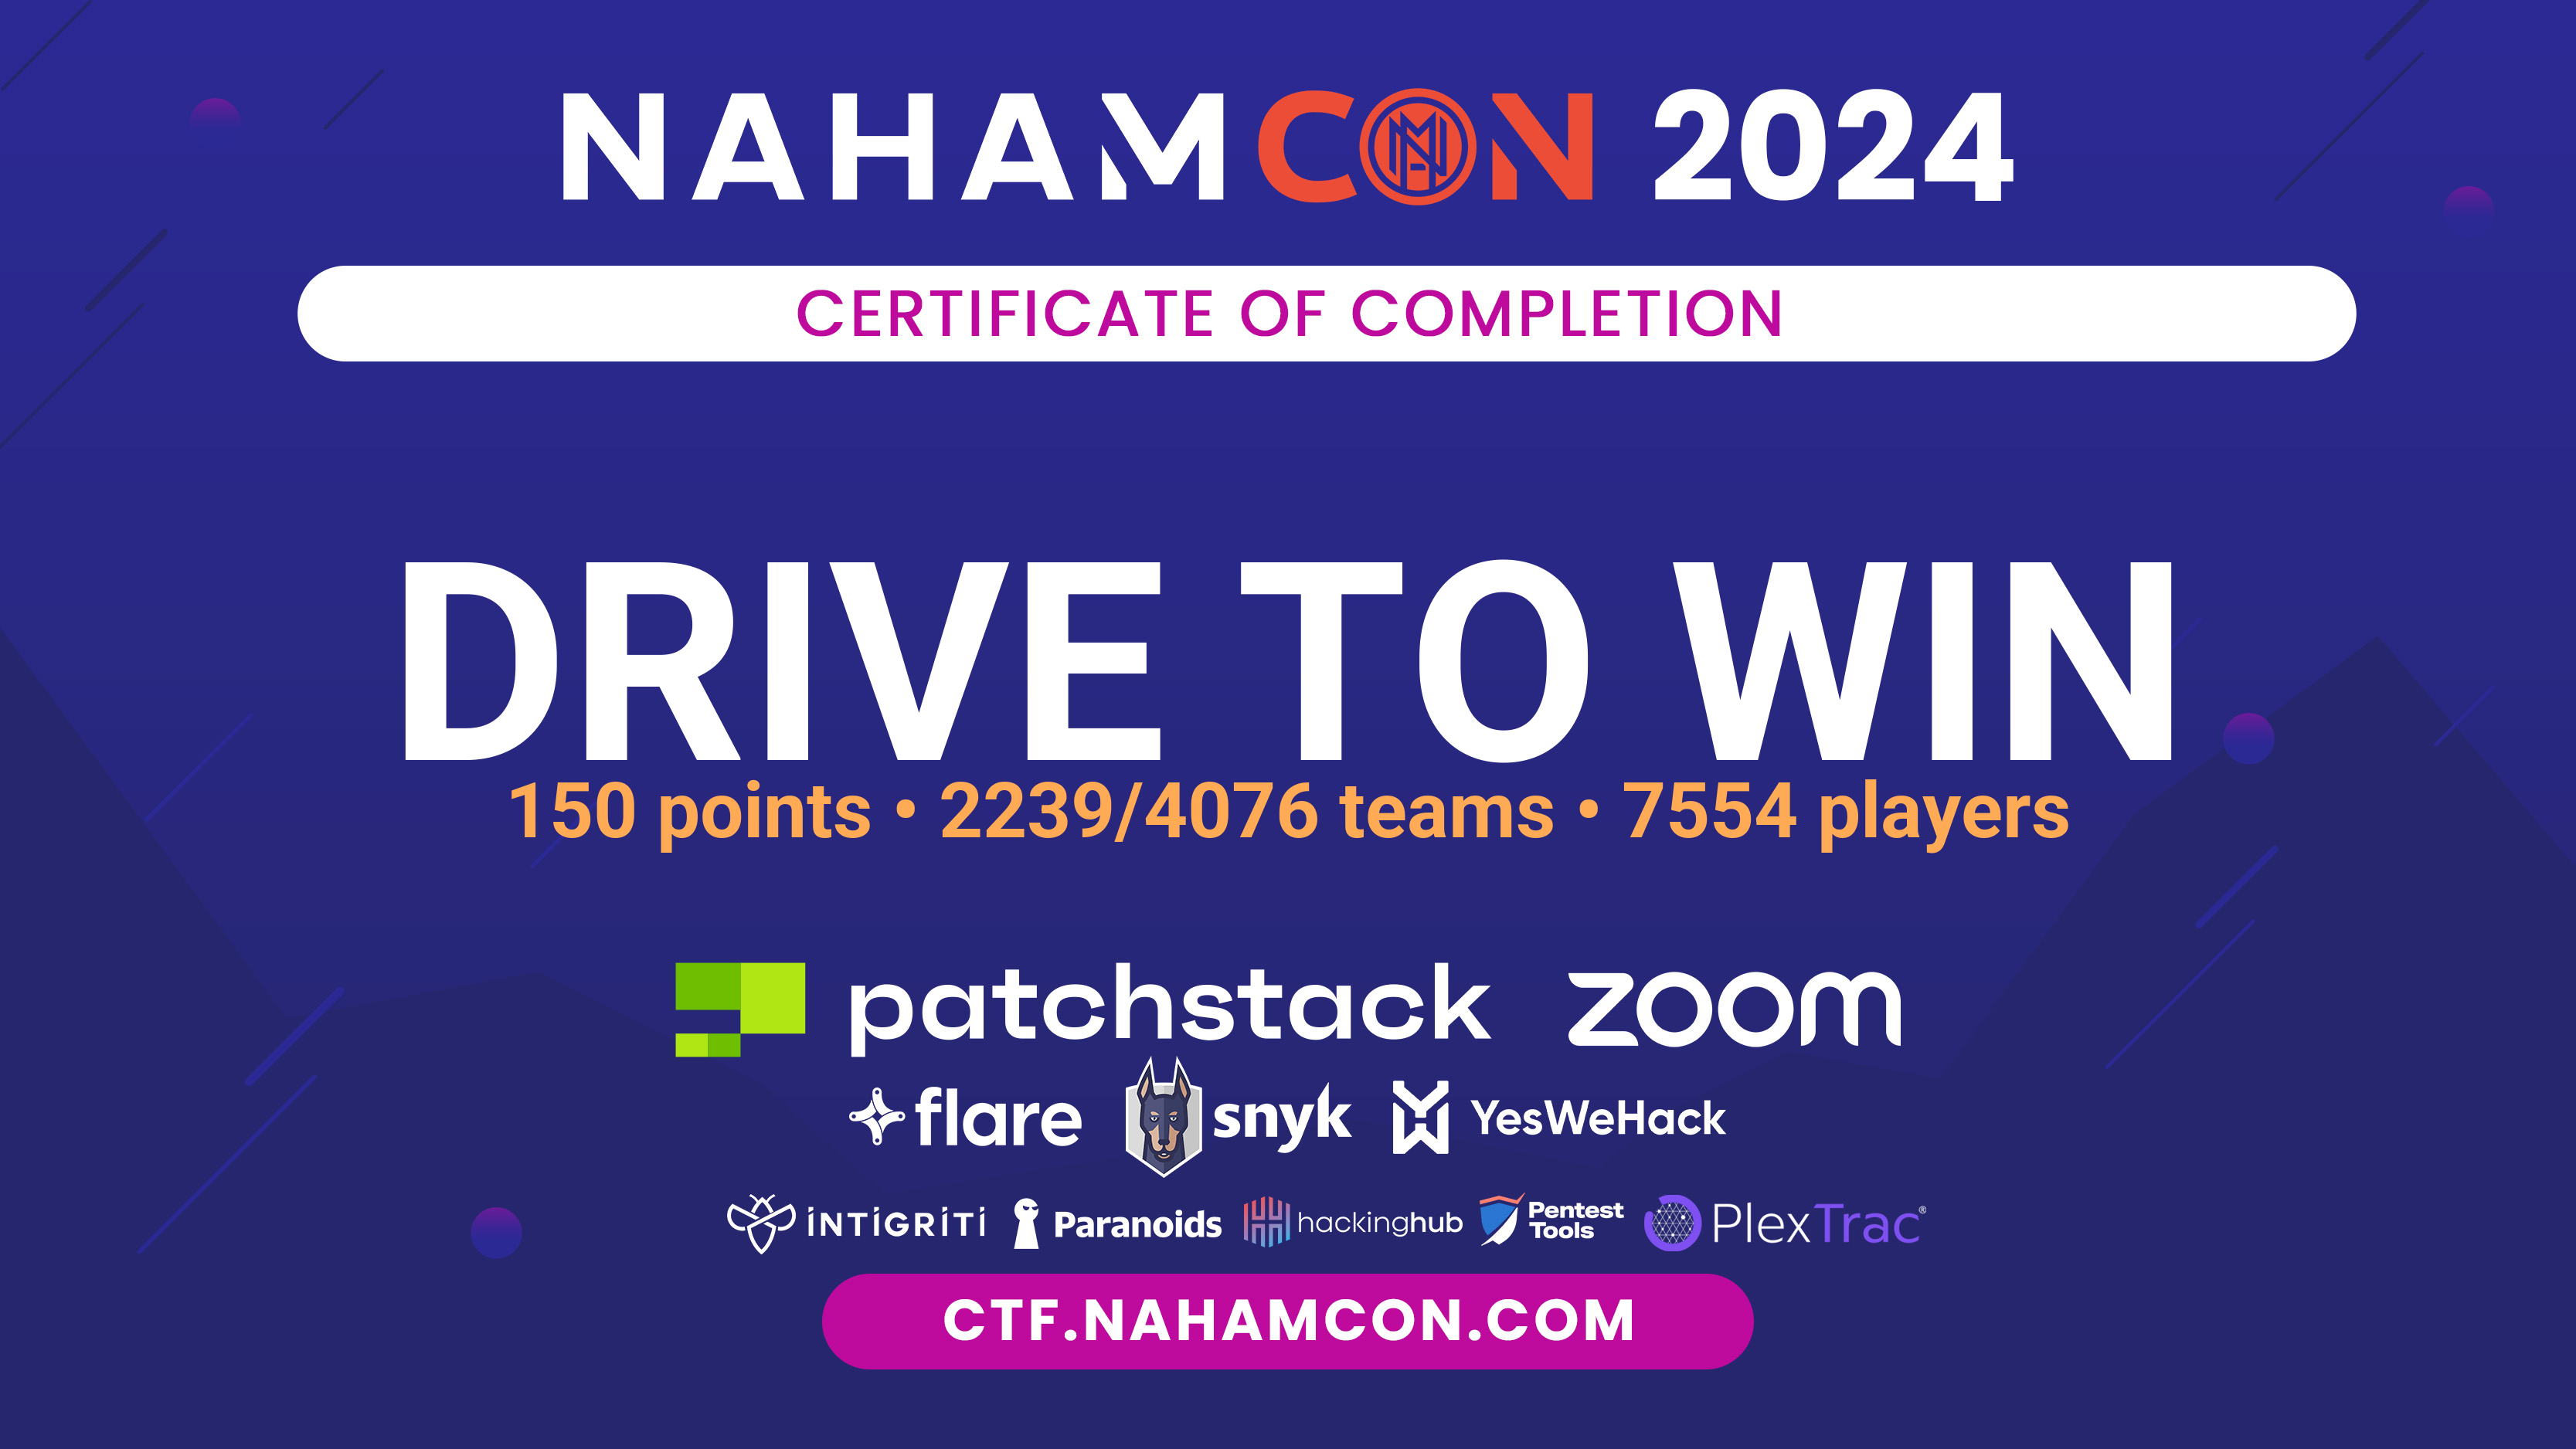 NAHAMCON 2024
CERTIFICATE OF COMPLETION
DRIVE TO WIN
150 points • 2239/4076 teams • 7554 players
patchstack zoom
flare snyk YesWeHack
INTIGRITI Paranoids hackinghub Pentest Tools PlexTrac®
CTF.NAHAMCON.COM